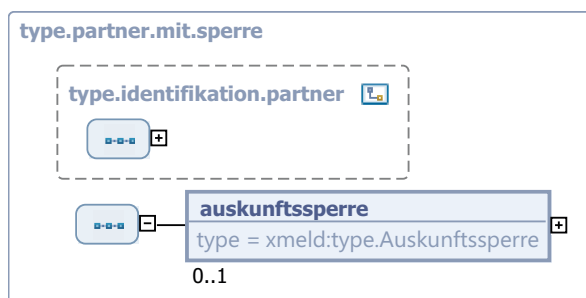 type.partner.mit.sperre
type.identifikation.partner
auskunftssperre
type = xmeld:type.Auskunftssperre
0..1